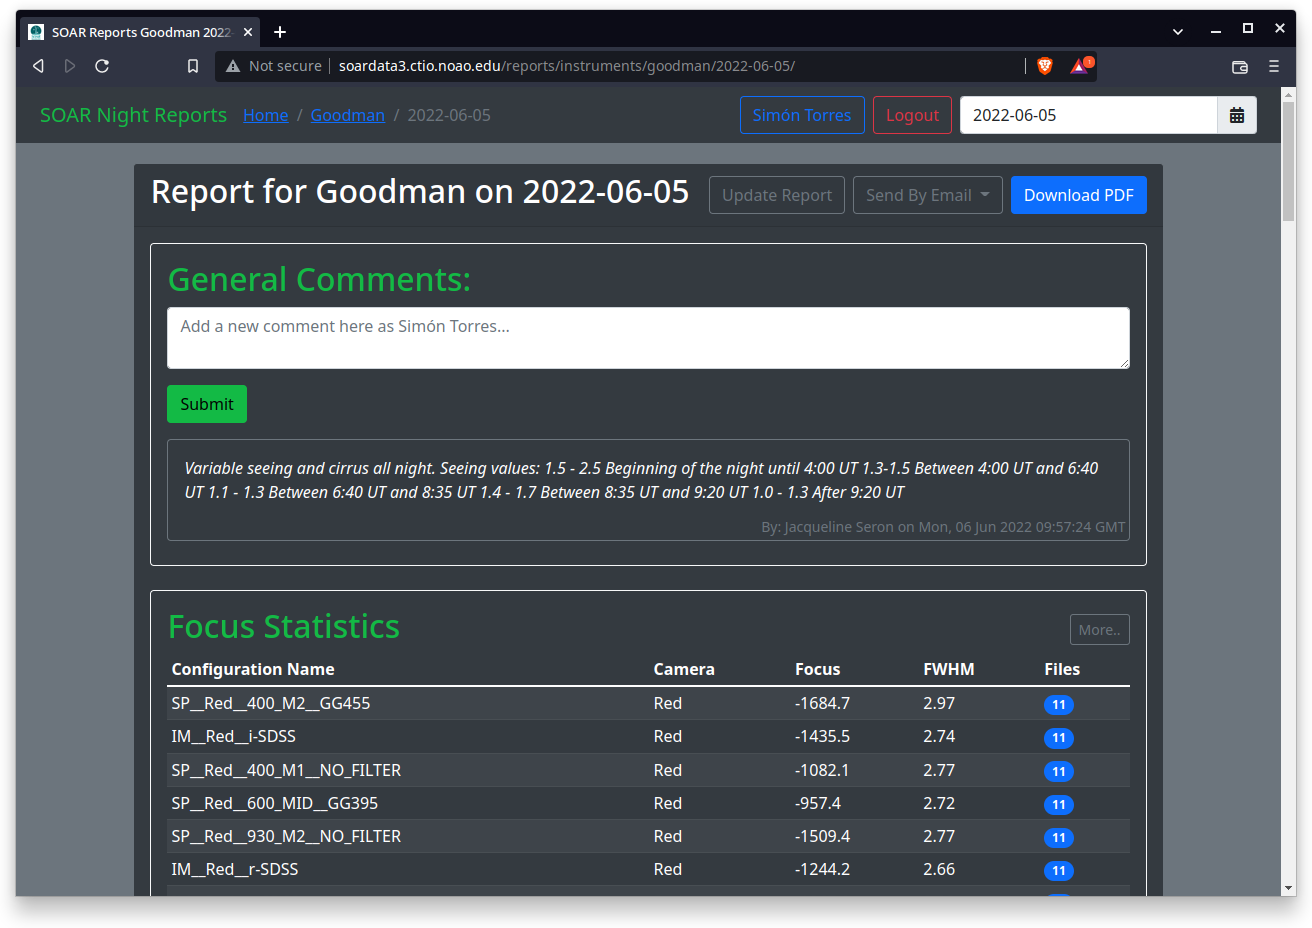 SOAR Reports Goodman 2022-
Not secure soardata3.ctio.noao.edu/reports/instruments/goodman/2022-06-05/
1
SOAR Night Reports Home / Goodman / 2022-06-05 Simón Torres Logout 2022-06-05
Report for Goodman on 2022-06-05 Update Report Send By Email Download PDF
General Comments:
Add a new comment here as Simón Torres...
Submit
Variable seeing and cirrus all night. Seeing values: 1.5 - 2.5 Beginning of the night until 4:00 UT 1.3-1.5 Between 4:00 UT and 6:40
UT 1.1 - 1.3 Between 6:40 UT and 8:35 UT 1.4 - 1.7 Between 8:35 UT and 9:20 UT 1.0 - 1.3 After 9:20 UT
By: Jacqueline Seron on Mon, 06 Jun 2022 09:57:24 GMT
Focus Statistics More..
Configuration Name Camera Focus FWHM Files
SP__Red__400_M2__GG455 Red -1684.7 2.97 11
IM__Red__i-SDSS Red -1435.5 2.74 11
SP__Red__400_M1__NO_FILTER Red -1082.1 2.77 11
SP__Red__600_MID__GG395 Red -957.4 2.72 11
SP__Red__930_M2__NO_FILTER Red -1509.4 2.77 11
IM__Red__r-SDSS Red -1244.2 2.66 11